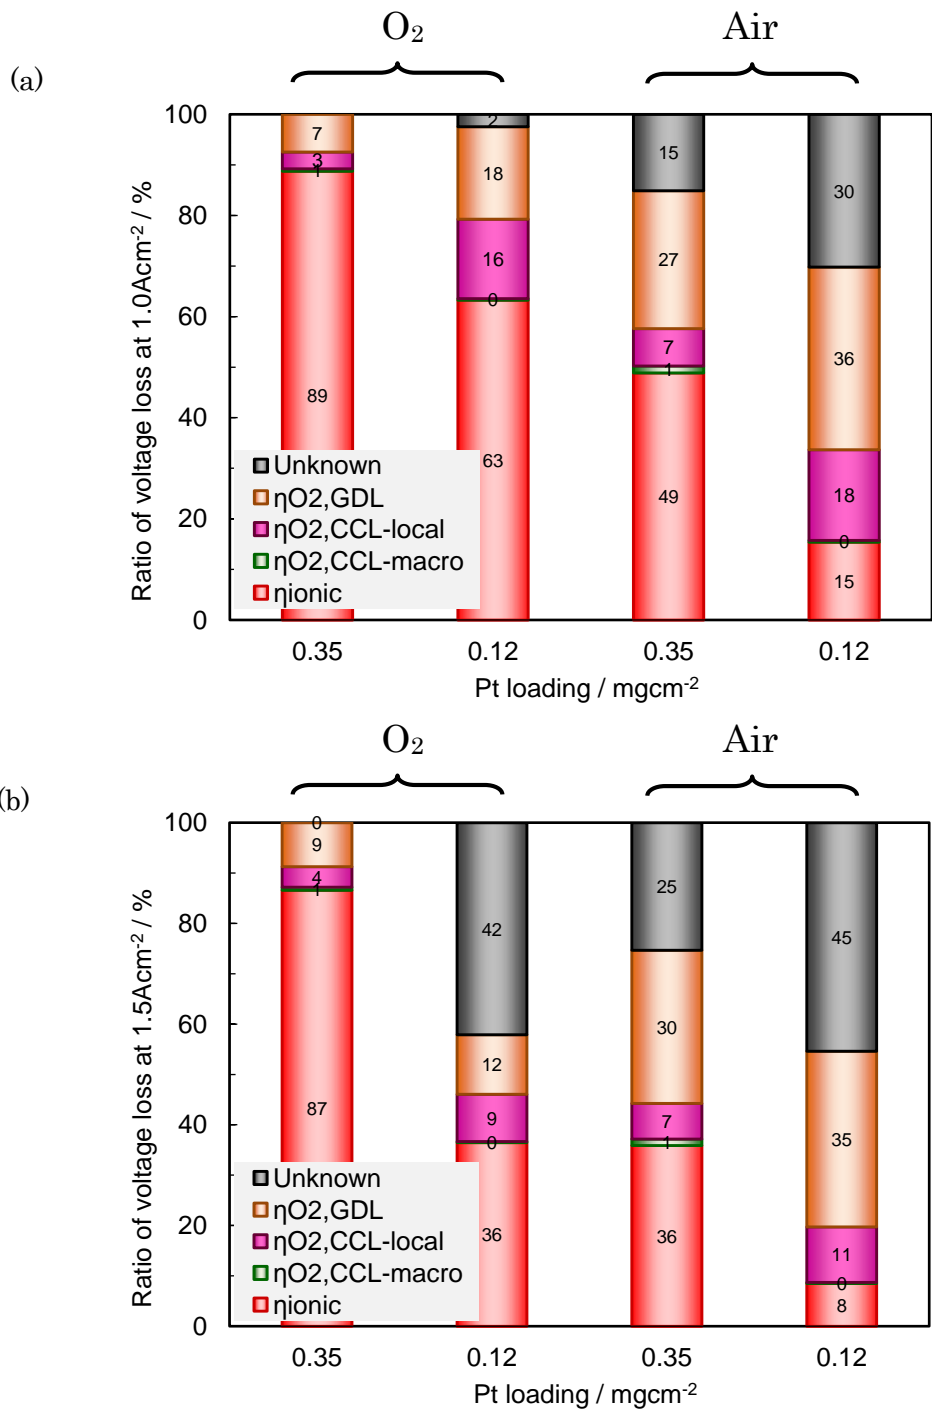 O₂ Air
(a)
100
80
60
40
20
0
Ratio of voltage loss at 1.0Acm⁻² / %
7
3
1
89
2
18
16
0
63
15
27
7
1
49
30
36
18
0
15
Unknown
ηO2,GDL
ηO2,CCL-local
ηO2,CCL-macro
ηionic
0.35 0.12 0.35 0.12
Pt loading / mgcm⁻²
O₂ Air
(b)
100
80
60
40
20
0
Ratio of voltage loss at 1.5Acm⁻² / %
0
9
4
1
87
42
12
9
0
36
25
30
7
1
36
45
35
11
0
8
Unknown
ηO2,GDL
ηO2,CCL-local
ηO2,CCL-macro
ηionic
0.35 0.12 0.35 0.12
Pt loading / mgcm⁻²